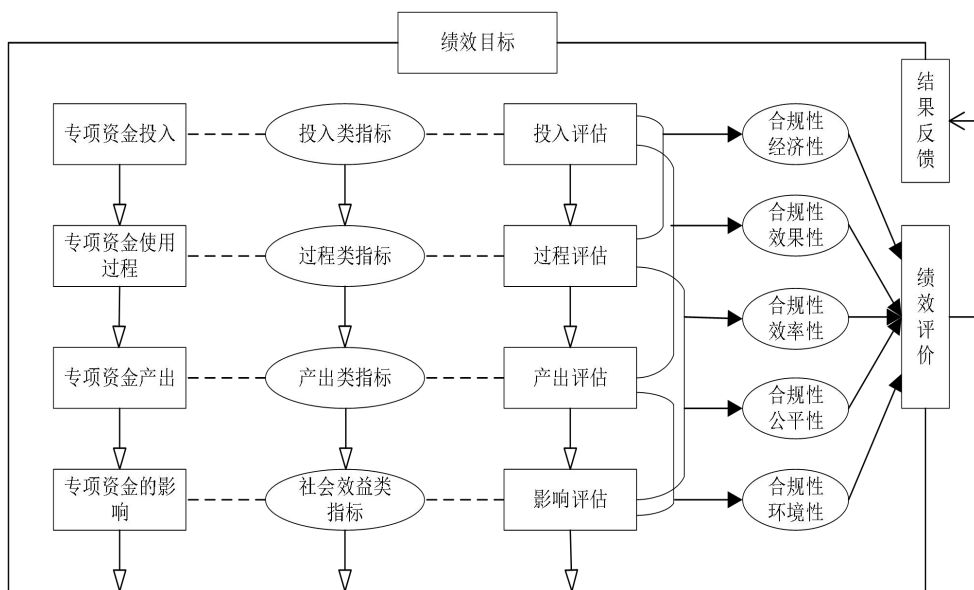 绩效目标
结果反馈
专项资金投入
投入类指标
投入评估
合规性
经济性
专项资金使用
过程
过程类指标
过程评估
合规性
效果性
绩效评价
合规性
效率性
专项资金产出
产出类指标
产出评估
合规性
公平性
专项资金的影
响
社会效益类
指标
影响评估
合规性
环境性